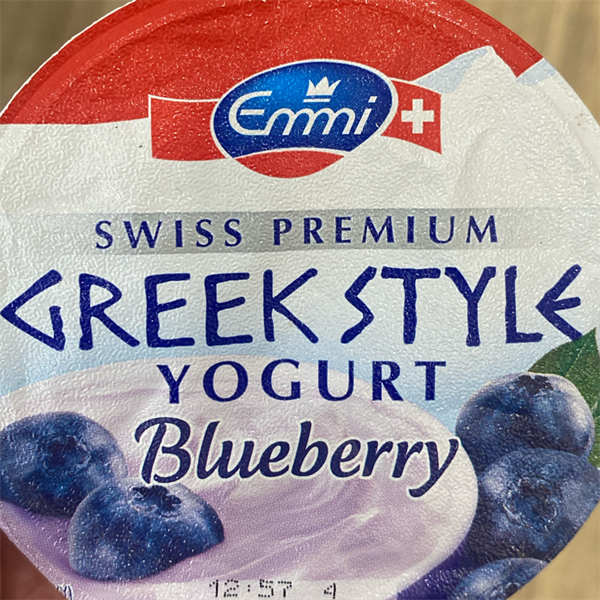 Emmi
SWISS PREMIUM
GREEK STYLE
YOGURT
Blueberry
12:57 4